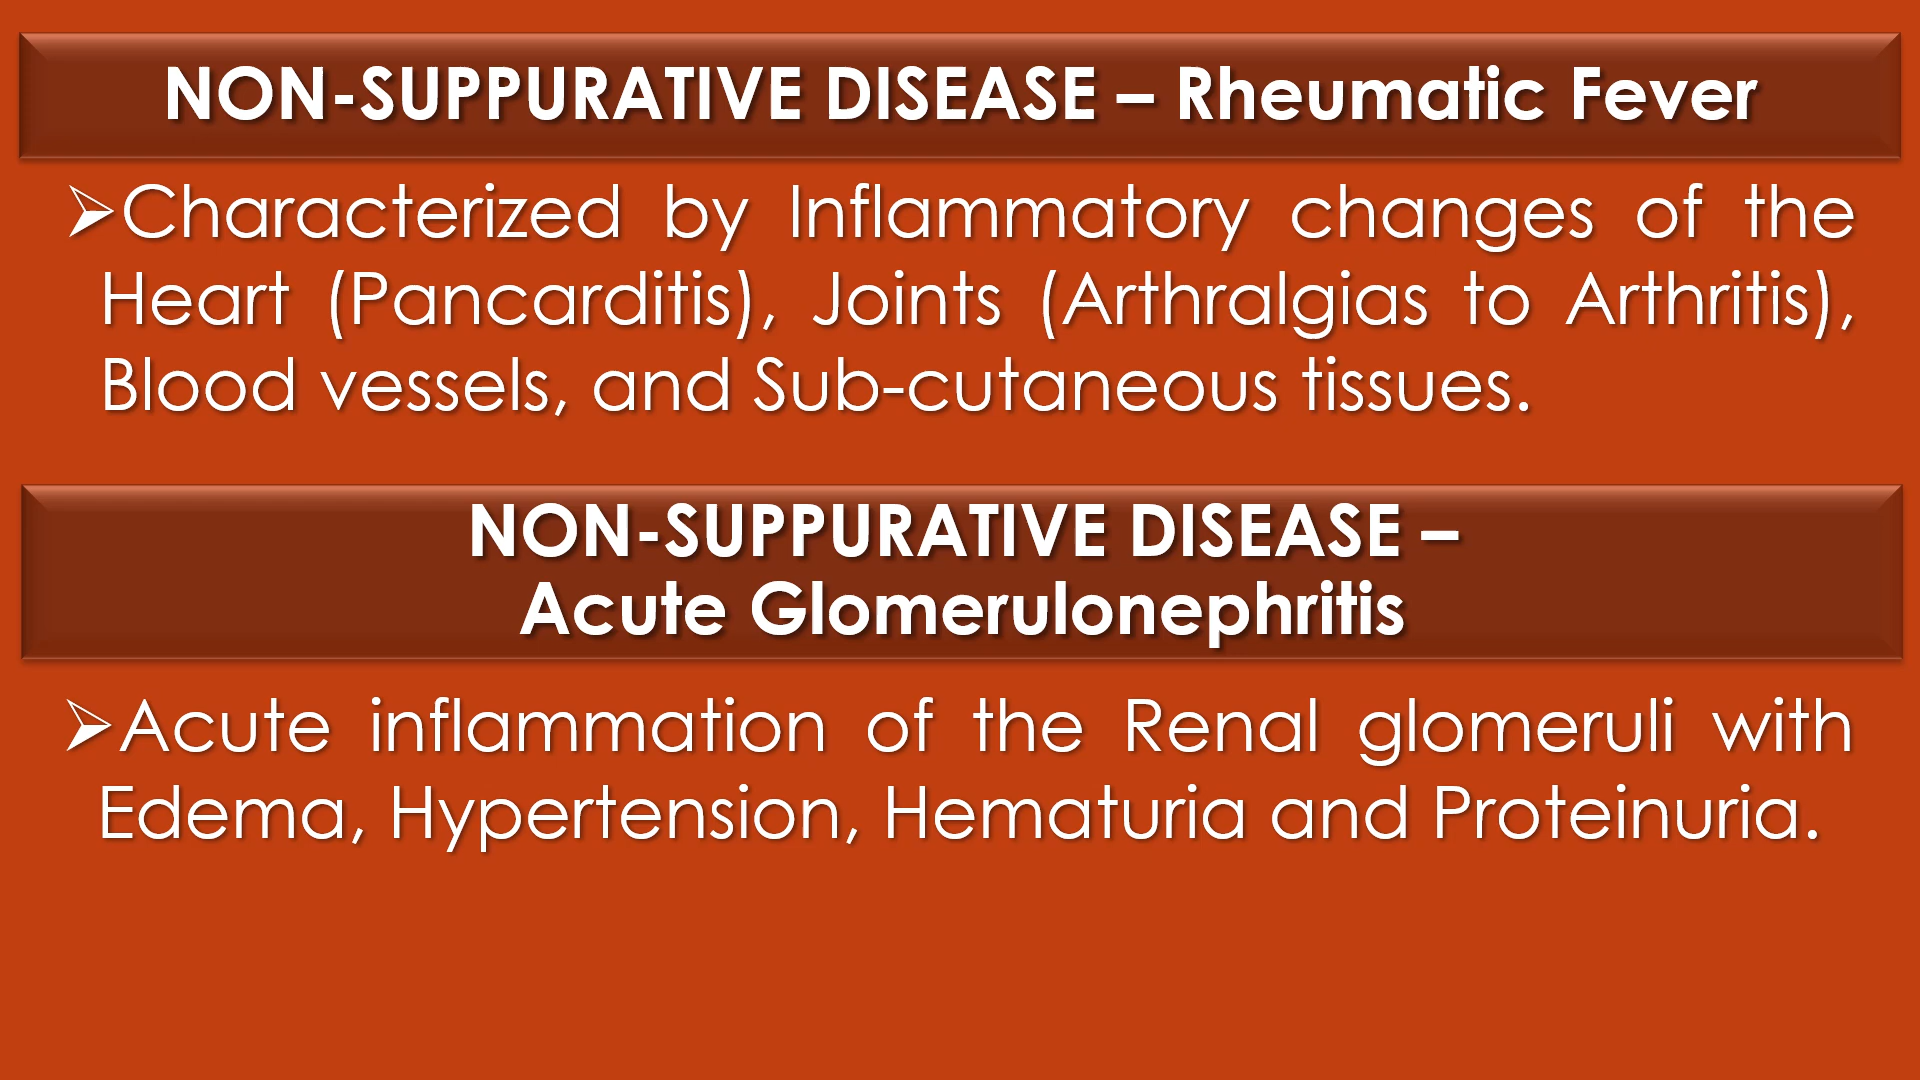 NON-SUPPURATIVE DISEASE – Rheumatic Fever
➢Characterized by Inflammatory changes of the
Heart (Pancarditis), Joints (Arthralgias to Arthritis),
Blood vessels, and Sub-cutaneous tissues.
NON-SUPPURATIVE DISEASE –
Acute Glomerulonephritis
➢Acute inflammation of the Renal glomeruli with
Edema, Hypertension, Hematuria and Proteinuria.